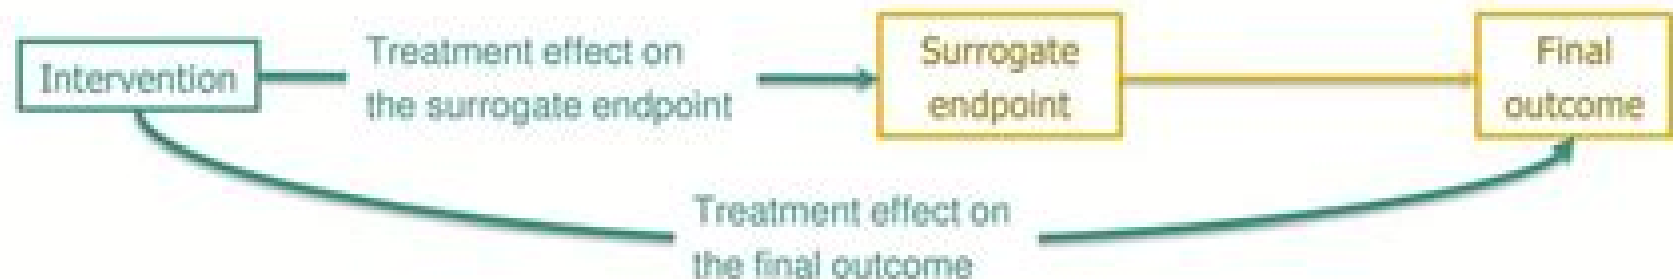 Intervention
Treatment effect on
the surrogate endpoint
Surrogate
endpoint
Final
outcome
Treatment effect on
the final outcome